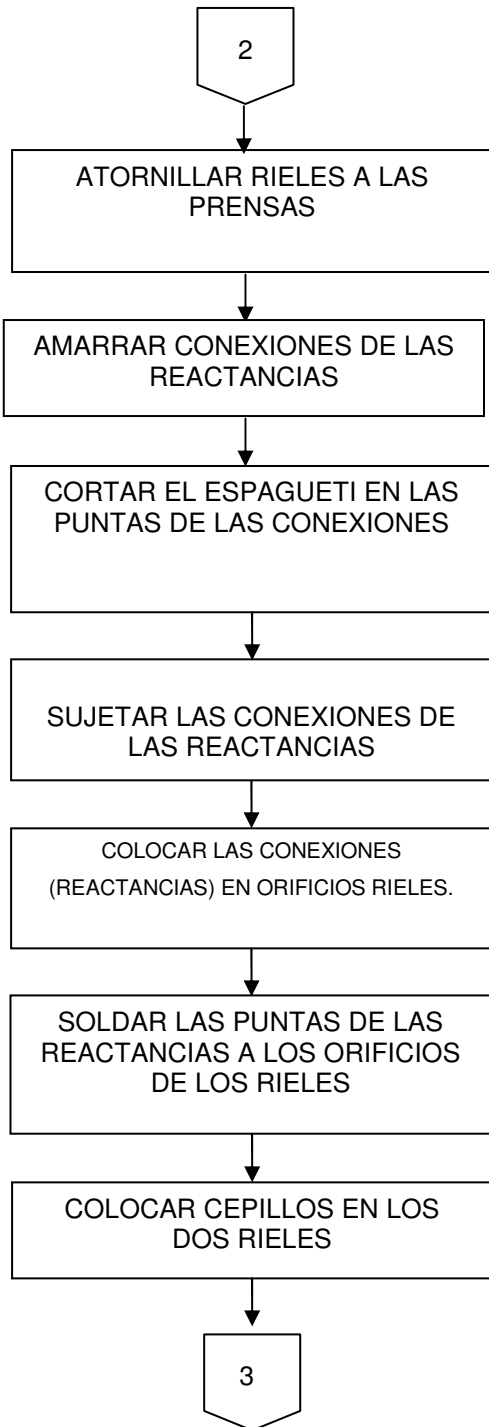 2
ATORNILLAR RIELES A LAS
PRENSAS
AMARRAR CONEXIONES DE LAS
REACTANCIAS
CORTAR EL ESPAGUETI EN LAS
PUNTAS DE LAS CONEXIONES
SUJETAR LAS CONEXIONES DE
LAS REACTANCIAS
COLOCAR LAS CONEXIONES
(REACTANCIAS) EN ORIFICIOS RIELES.
SOLDAR LAS PUNTAS DE LAS
REACTANCIAS A LOS ORIFICIOS
DE LOS RIELES
COLOCAR CEPILLOS EN LOS
DOS RIELES
3